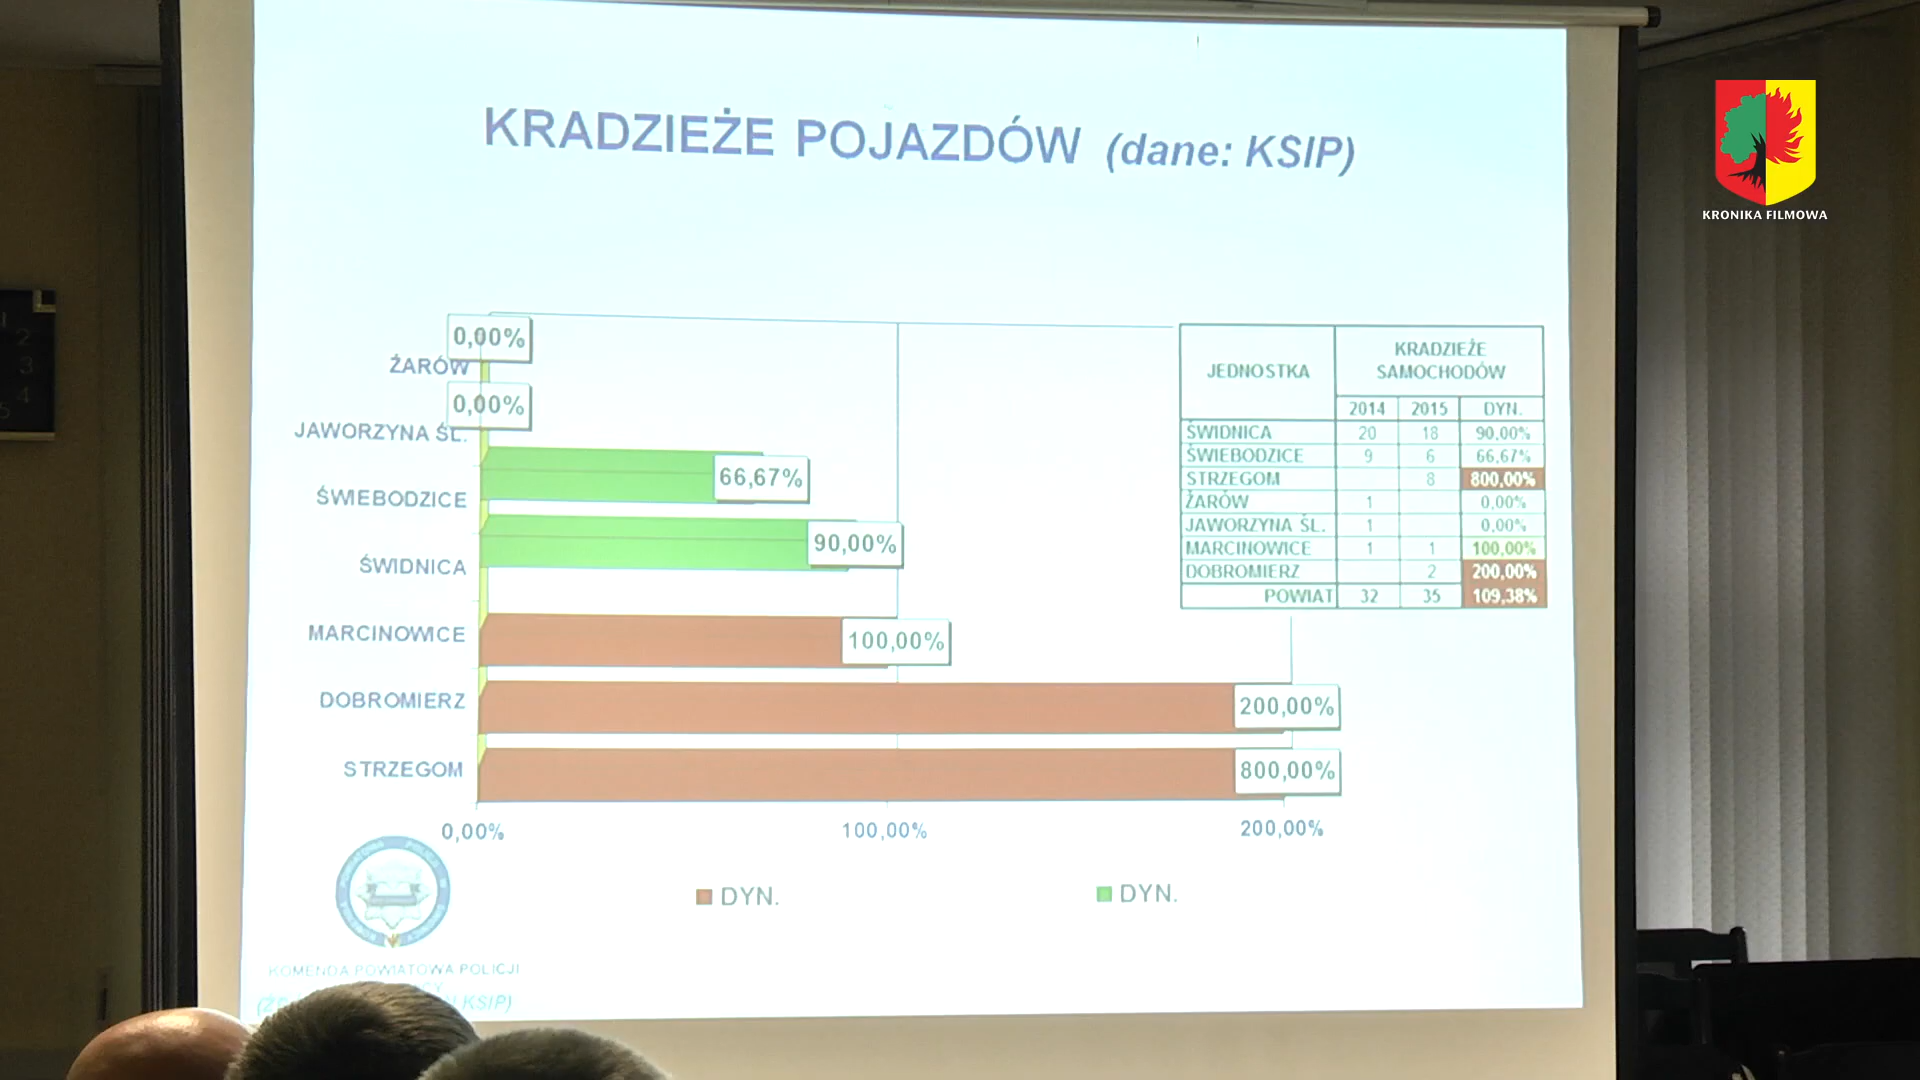 KRADZIEŻE POJAZDÓW (dane: KSIP)
KRONIKA FILMOWA
0,00%
ŻARÓW
0,00%
JAWORZYNA ŚL.
66,67%
ŚWIEBODZICE
90,00%
ŚWIDNICA
100,00%
MARCINOWICE
200,00%
DOBROMIERZ
800,00%
STRZEGOM
0,00% 100,00% 200,00%
DYN. DYN.
JEDNOSTKA KRADZIEŻE
SAMOCHODÓW
2014 2015 DYN.
ŚWIDNICA 20 18 90,00%
ŚWIEBODZICE 9 6 66,67%
STRZEGOM 8 800,00%
ŻARÓW 1 0,00%
JAWORZYNA ŚL. 1 0,00%
MARCINOWICE 1 1 100,00%
DOBROMIERZ 2 200,00%
POWIAT 32 35 109,38%
KOMENDA POWIATOWA POLICJI
KSIP)
2
3
4
5